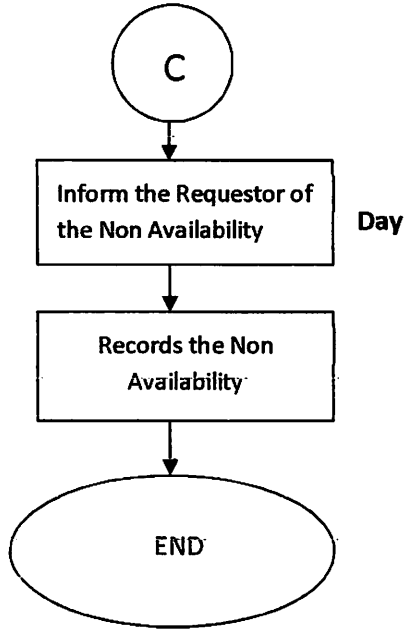 C
Inform the Requestor of
the Non Availability
Day
Records the Non
Availability
END